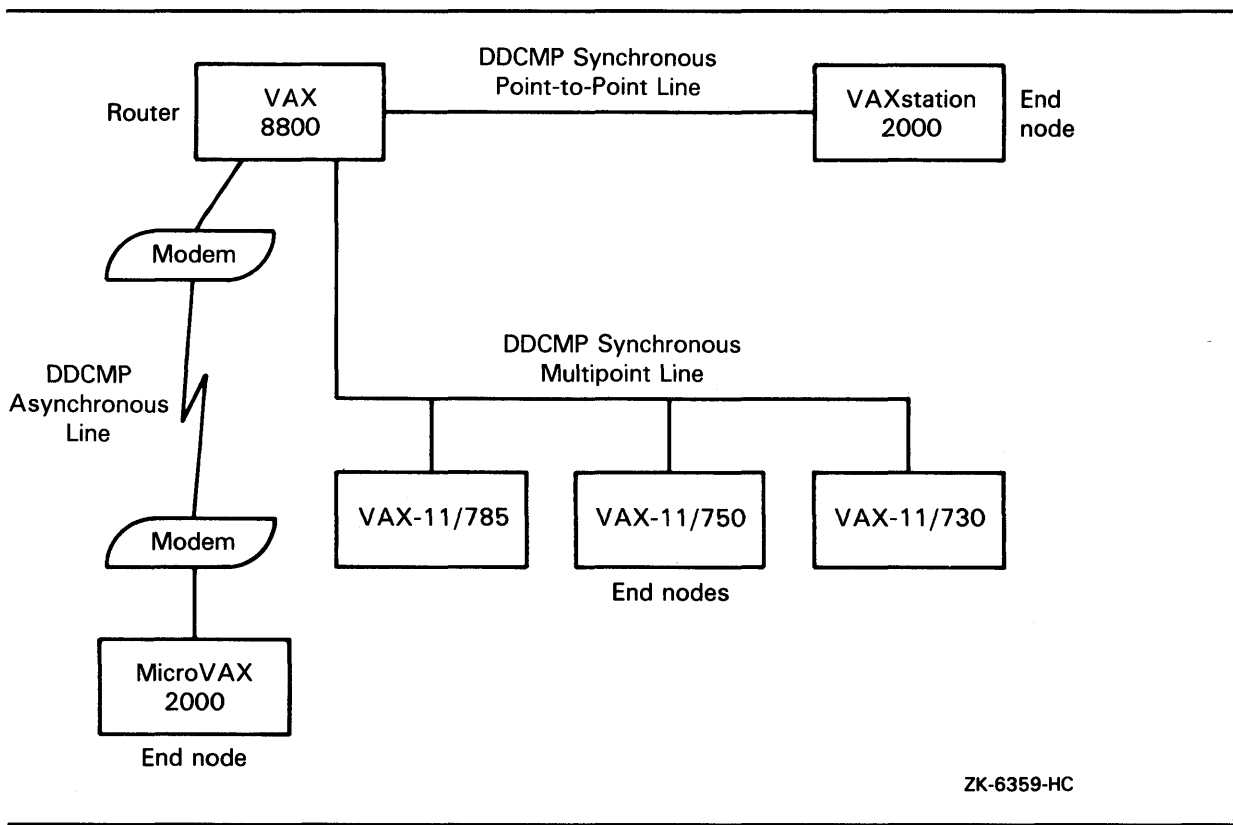 DDCMP Synchronous
Point-to-Point Line
Router
VAX
8800
VAXstation
2000
End
node
Modem
DDCMP Synchronous
Multipoint Line
DDCMP
Asynchronous
Line
VAX-11/785
VAX-11/750
VAX-11/730
Modem
End nodes
MicroVAX
2000
End node
ZK-6359-HC